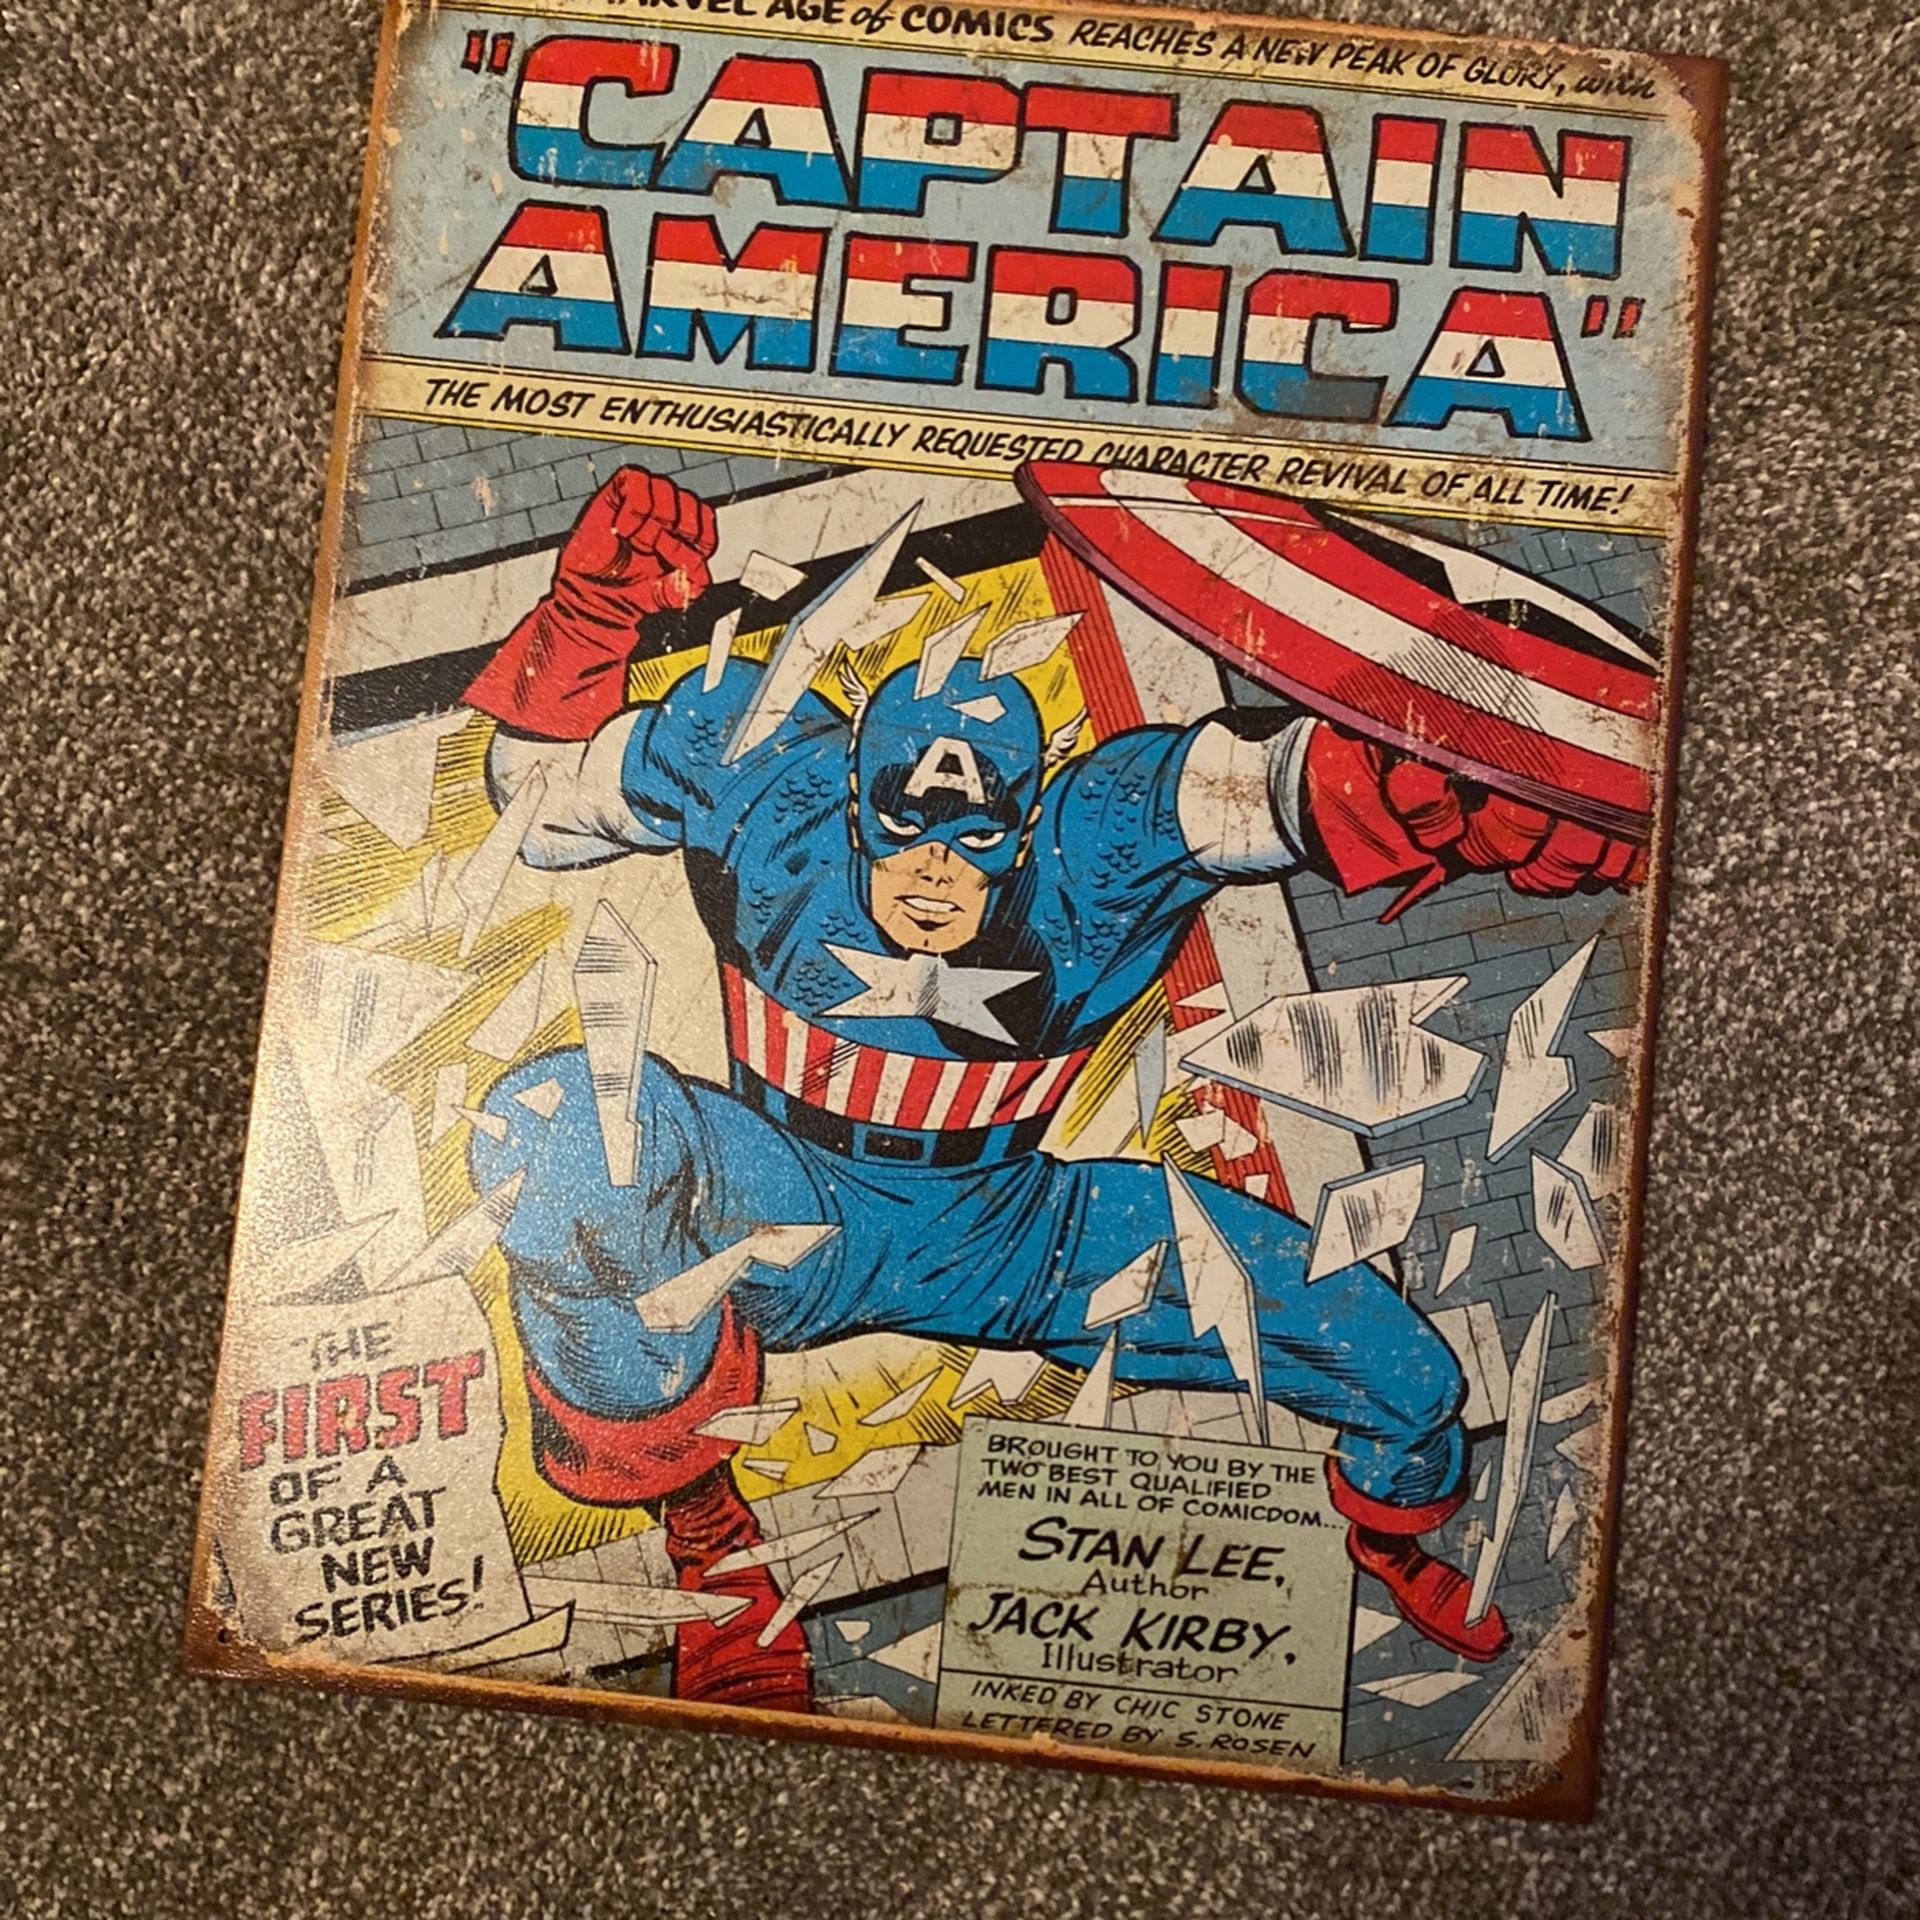 MARVEL AGE of COMICS REACHES A NEW PEAK OF GLORY, with
"CAPTAIN
AMERICA"
THE MOST ENTHUSIASTICALLY REQUESTED CHARACTER REVIVAL OF ALL TIME!
A
THE
FIRST
OF A
GREAT
NEW
SERIES!
BROUGHT TO YOU BY THE
TWO BEST QUALIFIED
MEN IN ALL OF COMICDOM...
STAN LEE,
Author
JACK KIRBY,
Illustrator
INKED BY CHIC STONE
LETTERED BY S. ROSEN